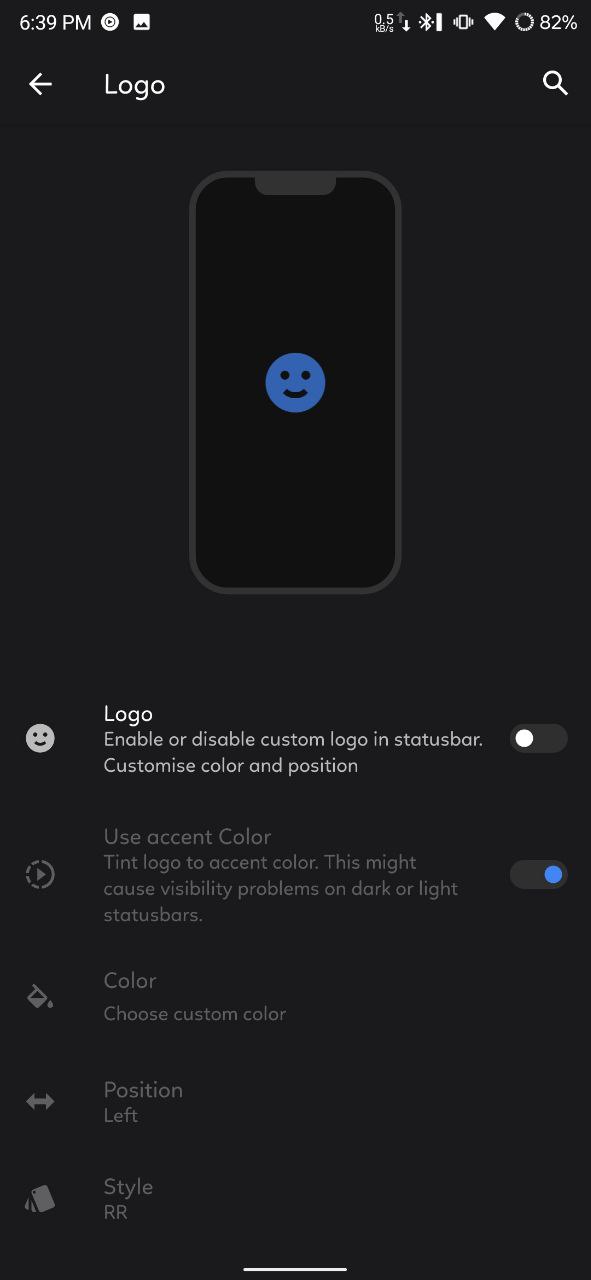 6:39 PM 0.5 kB/s 82%
Logo
Logo
Enable or disable custom logo in statusbar.
Customise color and position
Use accent Color
Tint logo to accent color. This might
cause visibility problems on dark or light
statusbars.
Color
Choose custom color
Position
Left
Style
RR